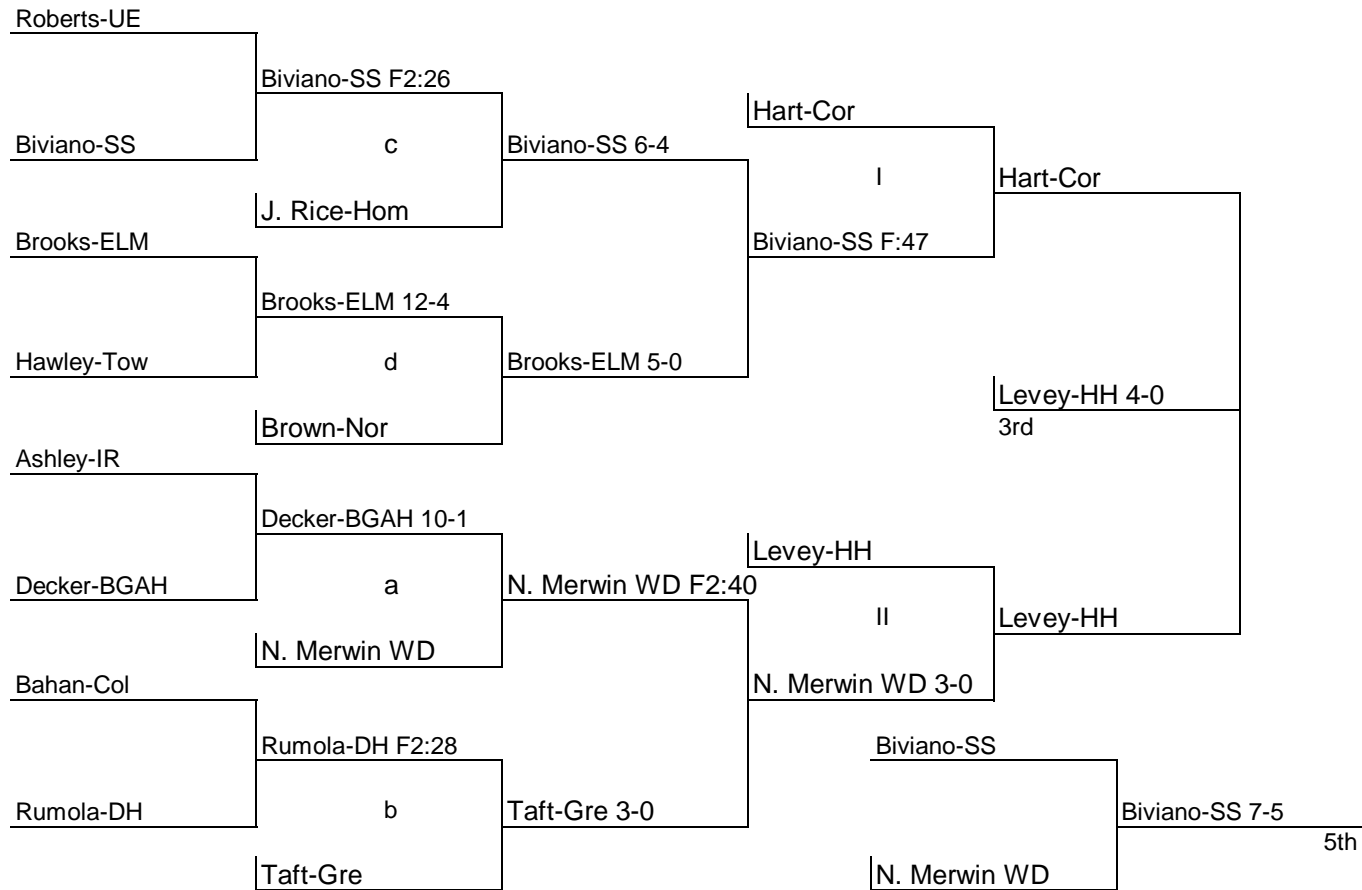 Roberts-UE
Biviano-SS F2:26
Hart-Cor
Biviano-SS
c
Biviano-SS 6-4
I
Hart-Cor
J. Rice-Hom
Brooks-ELM
Biviano-SS F:47
Brooks-ELM 12-4
Hawley-Tow
d
Brooks-ELM 5-0
Levey-HH 4-0
Brown-Nor
3rd
Ashley-IR
Decker-BGAH 10-1
Levey-HH
Decker-BGAH
a
N. Merwin WD F2:40
II
Levey-HH
N. Merwin WD
Bahan-Col
N. Merwin WD 3-0
Rumola-DH F2:28
Biviano-SS
Rumola-DH
b
Taft-Gre 3-0
Biviano-SS 7-5
5th
Taft-Gre
N. Merwin WD